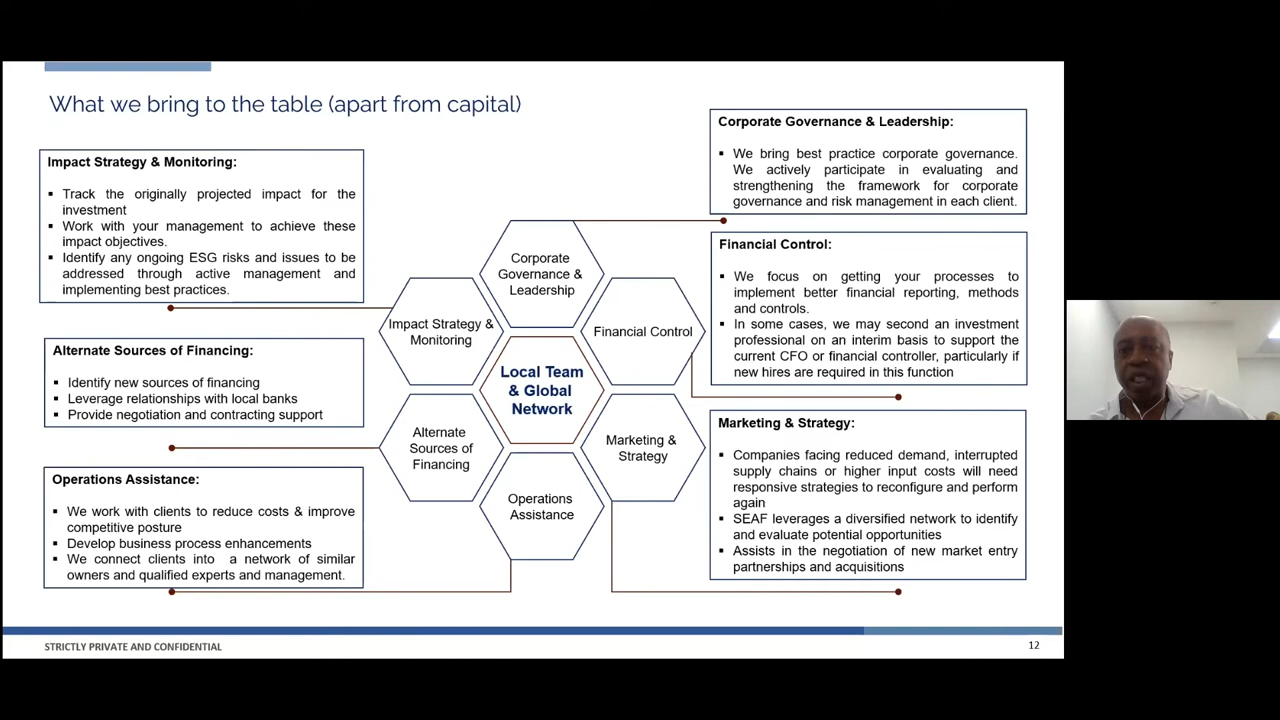 What we bring to the table (apart from capital)
Impact Strategy & Monitoring:
▪ Track the originally projected impact for the
investment
▪ Work with your management to achieve these
impact objectives.
▪ Identify any ongoing ESG risks and issues to be
addressed through active management and
implementing best practices.
Alternate Sources of Financing:
▪ Identify new sources of financing
▪ Leverage relationships with local banks
▪ Provide negotiation and contracting support
Operations Assistance:
▪ We work with clients to reduce costs & improve
competitive posture
▪ Develop business process enhancements
▪ We connect clients into a network of similar
owners and qualified experts and management.
Corporate
Governance &
Leadership
Impact Strategy &
Monitoring
Financial Control
Local Team
& Global
Network
Alternate
Sources of
Financing
Marketing &
Strategy
Operations
Assistance
Corporate Governance & Leadership:
▪ We bring best practice corporate governance.
We actively participate in evaluating and
strengthening the framework for corporate
governance and risk management in each client.
Financial Control:
▪ We focus on getting your processes to
implement better financial reporting, methods
and controls.
▪ In some cases, we may second an investment
professional on an interim basis to support the
current CFO or financial controller, particularly if
new hires are required in this function
Marketing & Strategy:
▪ Companies facing reduced demand, interrupted
supply chains or higher input costs will need
responsive strategies to reconfigure and perform
again
▪ SEAF leverages a diversified network to identify
and evaluate potential opportunities
▪ Assists in the negotiation of new market entry
partnerships and acquisitions
STRICTLY PRIVATE AND CONFIDENTIAL
12